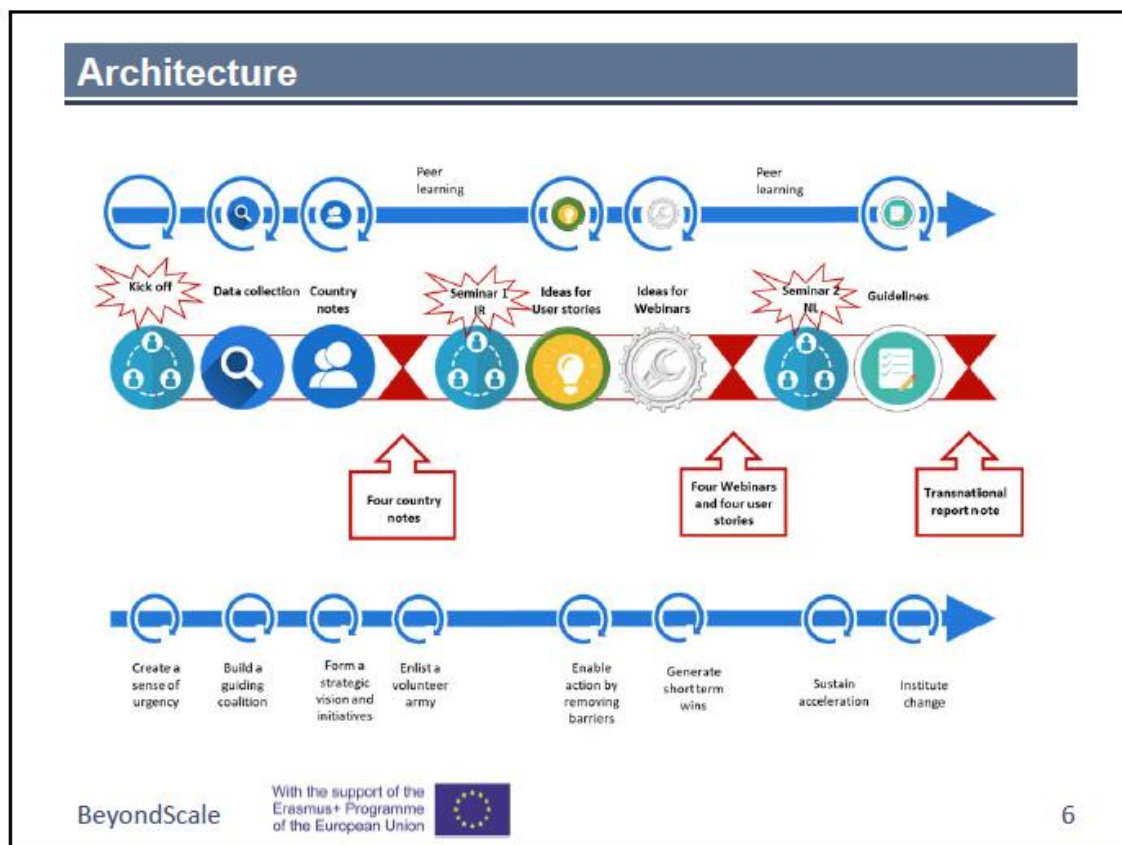 Architecture
Peer
learning
Peer
learning
Kick off
Data collection
Country
notes
Seminar 1
IR
Ideas for
User stories
Ideas for
Webinars
Seminar 2
NL
Guidelines
Four country
notes
Four Webinars
and four user
stories
Transnational
report note
Create a
sense of
urgency
Build a
guiding
coalition
Form a
strategic
vision and
initiatives
Enlist a
volunteer
army
Enable
action by
removing
barriers
Generate
short term
wins
Sustain
acceleration
Institute
change
BeyondScale
With the support of the
Erasmus+ Programme
of the European Union
6